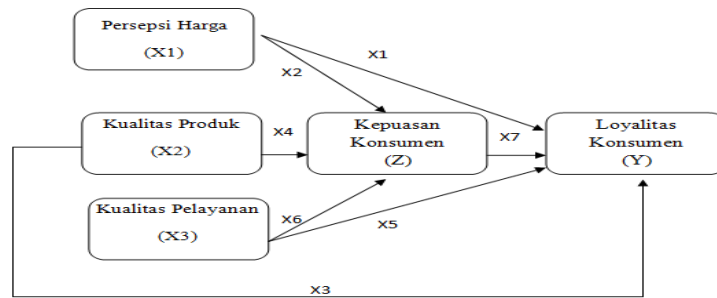 Persepsi Harga
(X1)
X1
X2
Kualitas Produk
(X2)
X4
Kepuasan
Konsumen
(Z)
X7
Loyalitas
Konsumen
(Y)
Kualitas Pelayanan
(X3)
X6
X5
X3